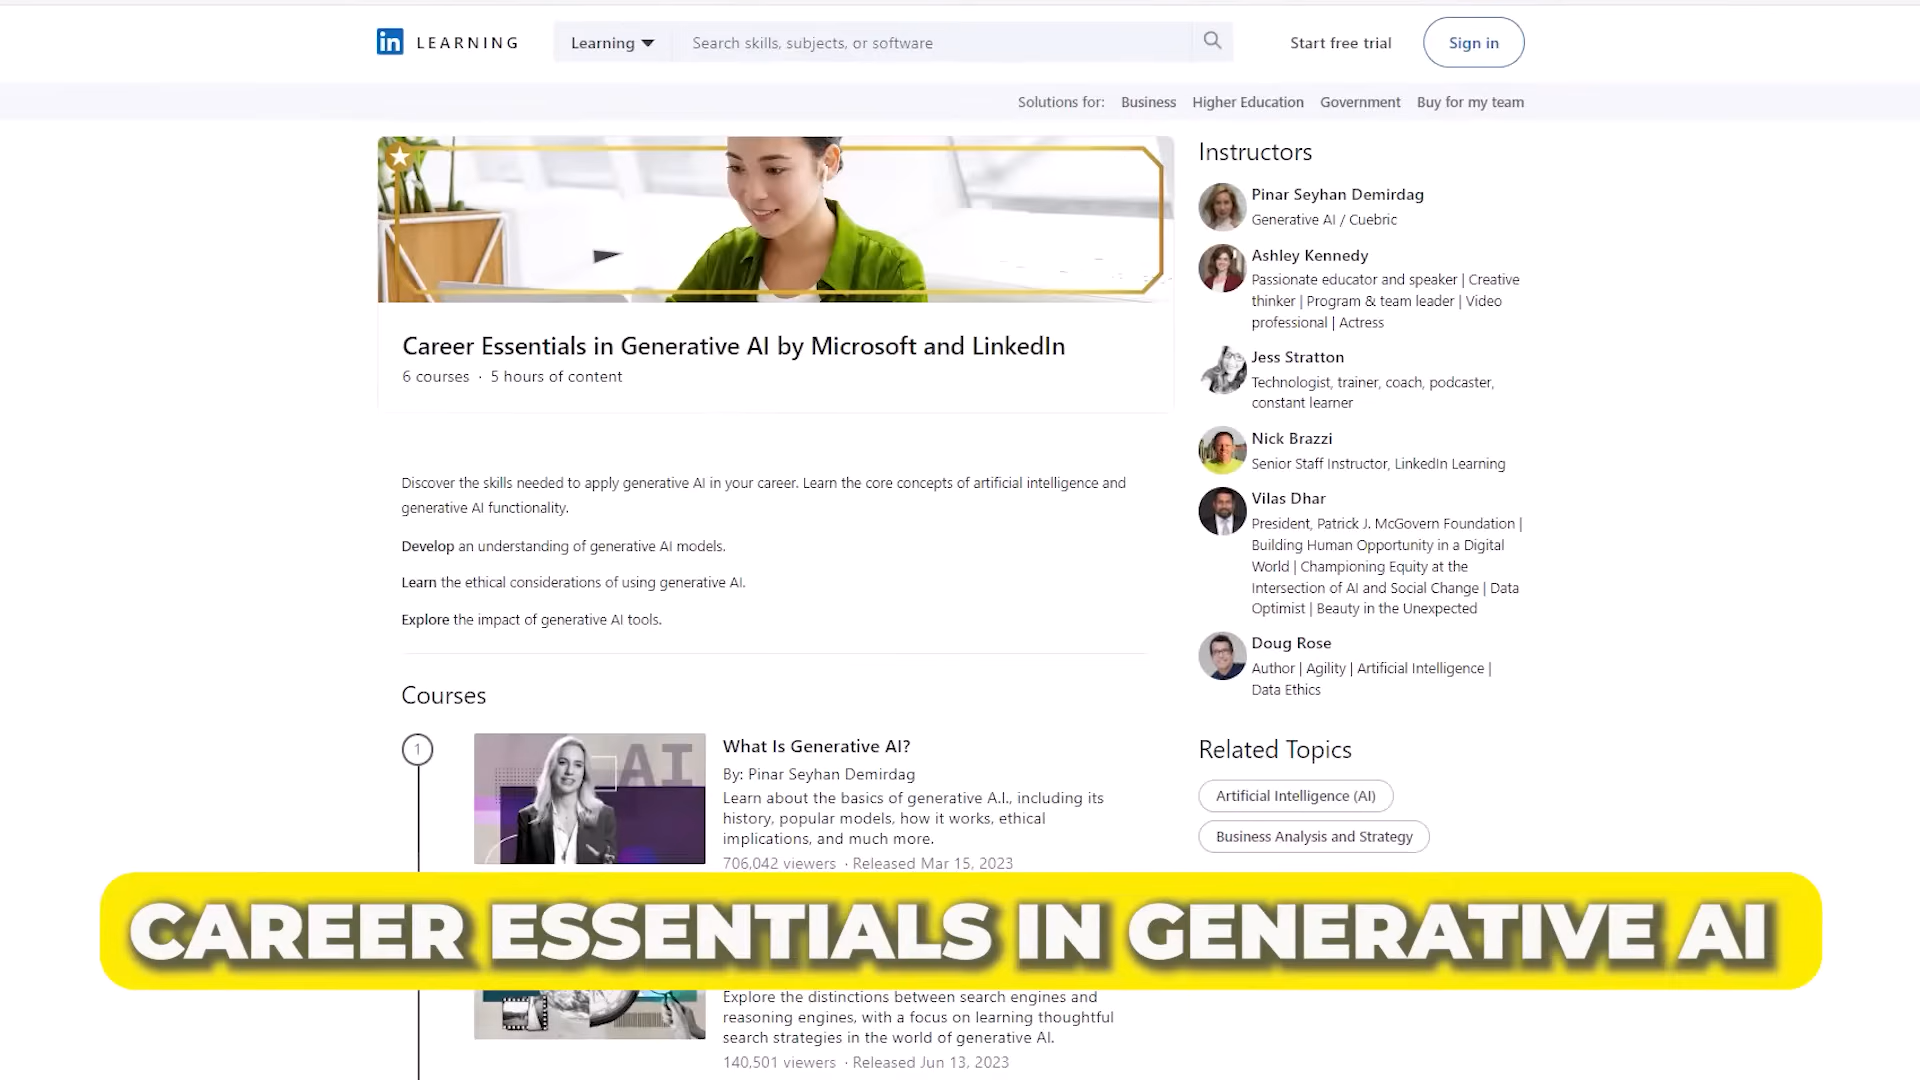 in LEARNING
Learning
Search skills, subjects, or software
Start free trial
Sign in
Solutions for: Business Higher Education Government Buy for my team
Career Essentials in Generative AI by Microsoft and LinkedIn
6 courses · 5 hours of content
Discover the skills needed to apply generative AI in your career. Learn the core concepts of artificial intelligence and
generative AI functionality.
Develop an understanding of generative AI models.
Learn the ethical considerations of using generative AI.
Explore the impact of generative AI tools.
Courses
1
AI
What Is Generative AI?
By: Pinar Seyhan Demirdag
Learn about the basics of generative A.I., including its
history, popular models, how it works, ethical
implications, and much more.
706,042 viewers · Released Mar 15, 2023
Explore the distinctions between search engines and
reasoning engines, with a focus on learning thoughtful
search strategies in the world of generative AI.
140,501 viewers · Released Jun 13, 2023
Instructors
Pinar Seyhan Demirdag
Generative AI / Cuebric
Ashley Kennedy
Passionate educator and speaker | Creative
thinker | Program & team leader | Video
professional | Actress
Jess Stratton
Technologist, trainer, coach, podcaster,
constant learner
Nick Brazzi
Senior Staff Instructor, LinkedIn Learning
Vilas Dhar
President, Patrick J. McGovern Foundation |
Building Human Opportunity in a Digital
World | Championing Equity at the
Intersection of AI and Social Change | Data
Optimist | Beauty in the Unexpected
Doug Rose
Author | Agility | Artificial Intelligence |
Data Ethics
Related Topics
Artificial Intelligence (AI)
Business Analysis and Strategy
CAREER ESSENTIALS IN GENERATIVE AI